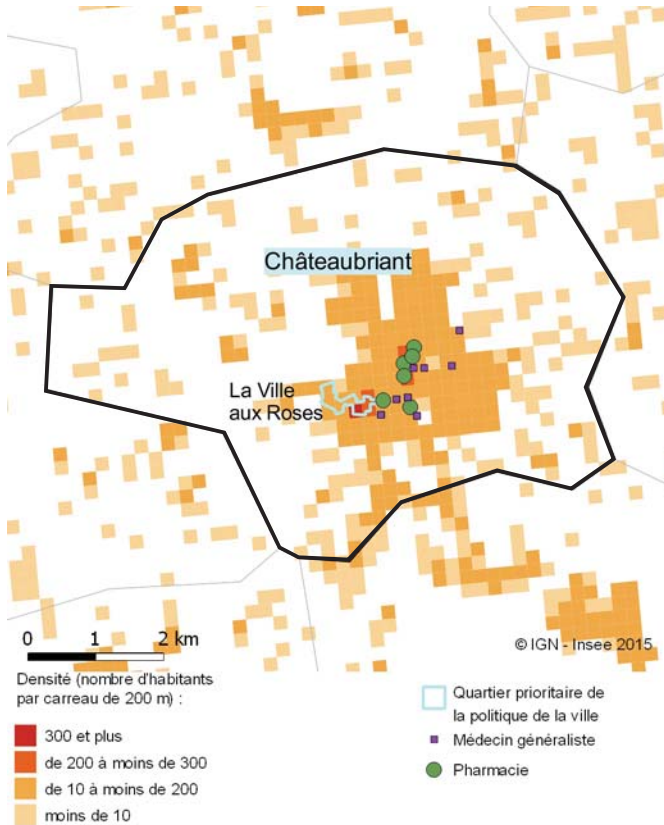 Châteaubriant
La Ville
aux Roses
0 1 2 km
© IGN - Insee 2015
Densité (nombre d'habitants
par carreau de 200 m) :
300 et plus
de 200 à moins de 300
de 10 à moins de 200
moins de 10
Quartier prioritaire de
la politique de la ville
Médecin généraliste
Pharmacie